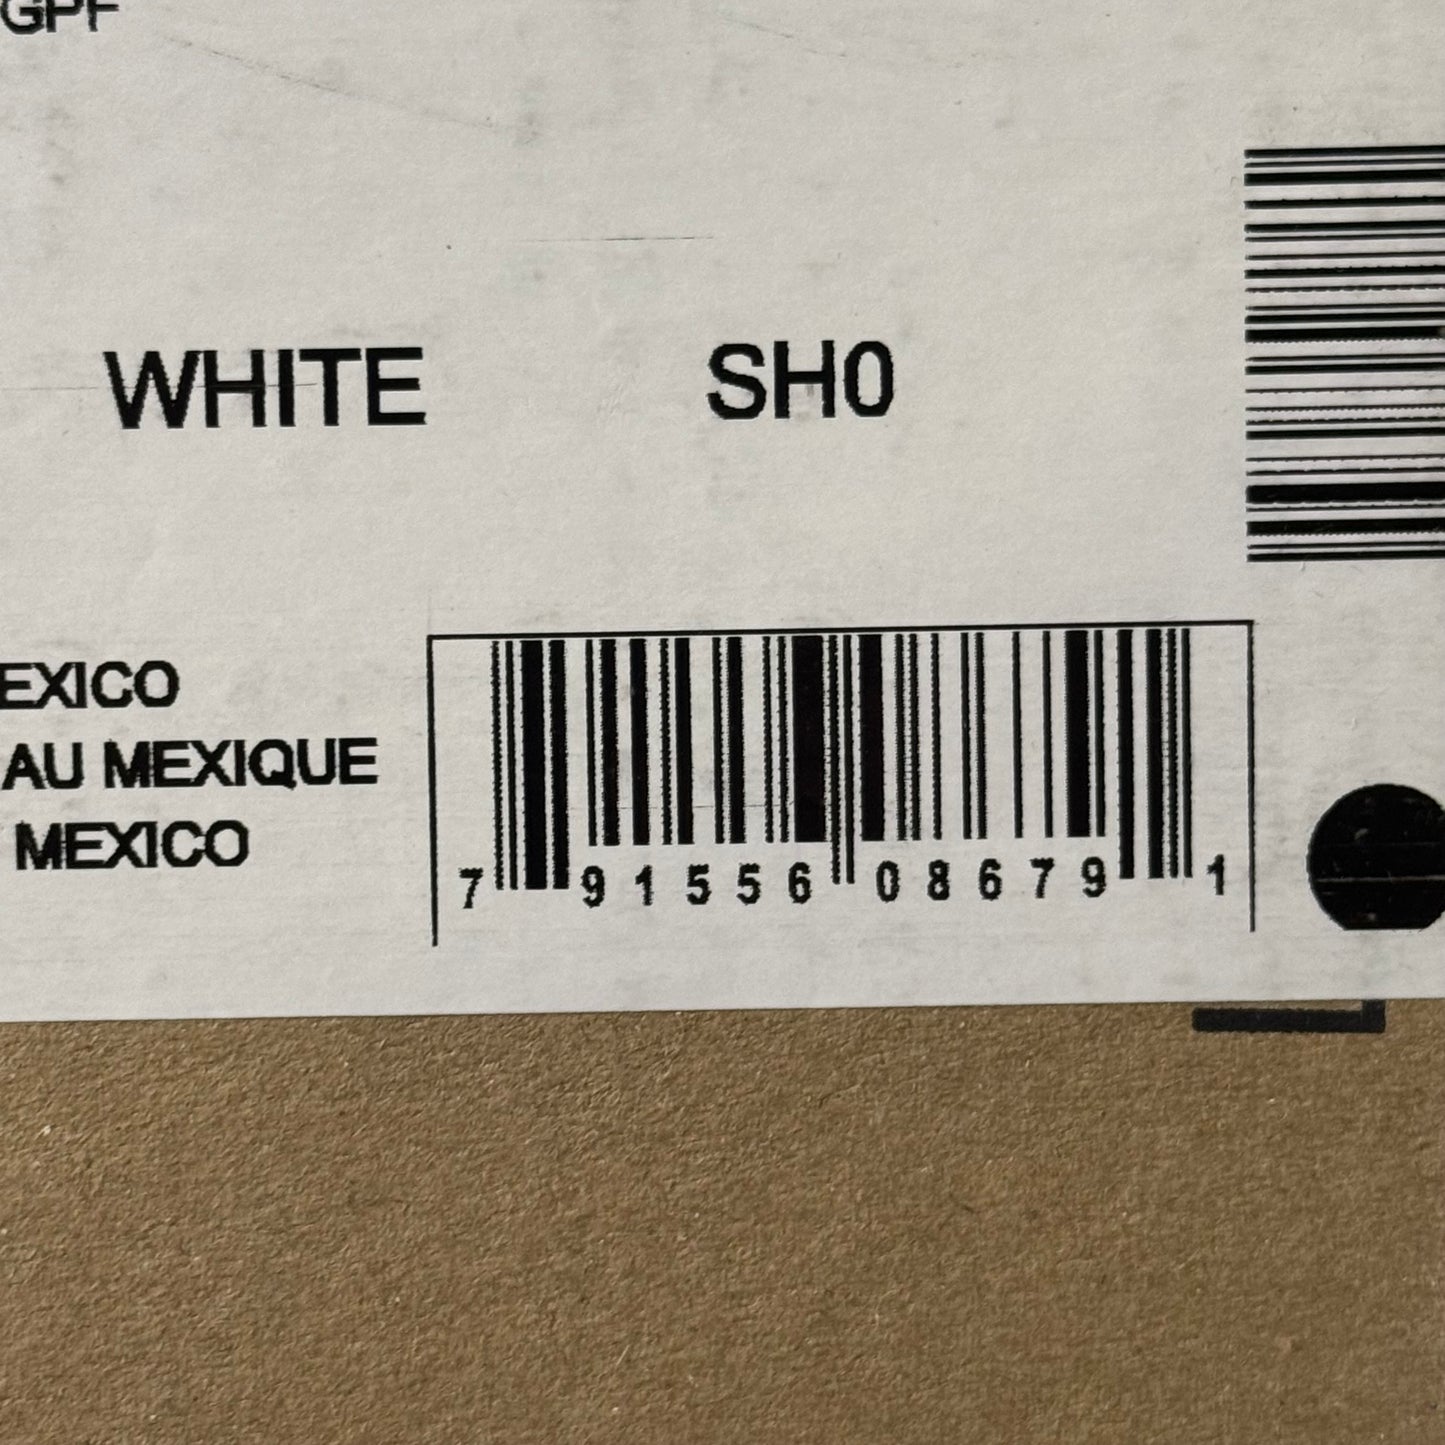 GPF
WHITE SH0
EXICO
AU MEXIQUE
MEXICO
7 91556 08679 1